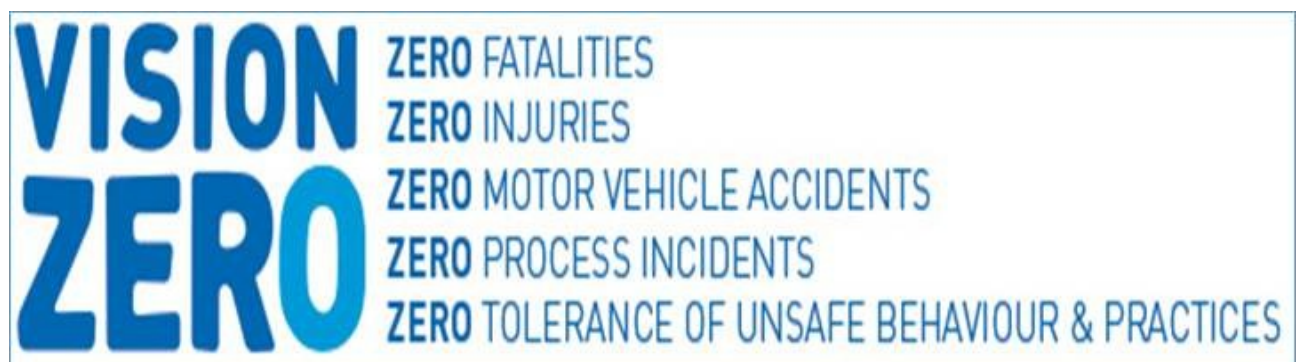 VISION
ZERO
ZERO FATALITIES
ZERO INJURIES
ZERO MOTOR VEHICLE ACCIDENTS
ZERO PROCESS INCIDENTS
ZERO TOLERANCE OF UNSAFE BEHAVIOUR & PRACTICES